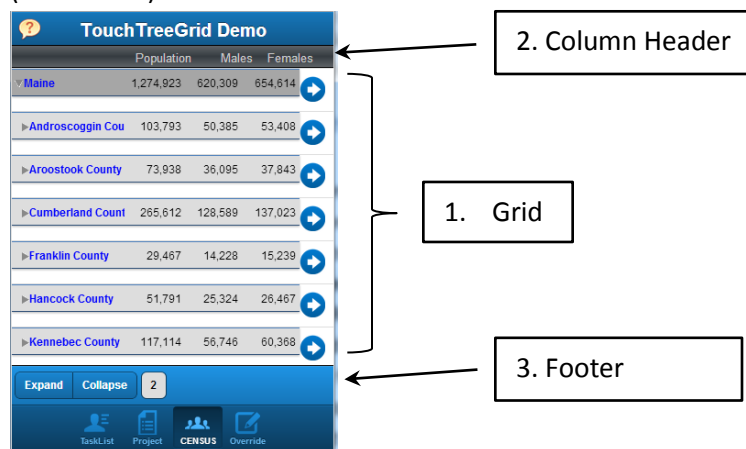 ? TouchTreeGrid Demo
Population Males Females
Maine 1,274,923 620,309 654,614
Androscoggin Cou 103,793 50,385 53,408
Aroostook County 73,938 36,095 37,843
Cumberland Count 265,612 128,589 137,023
Franklin County 29,467 14,228 15,239
Hancock County 51,791 25,324 26,467
Kennebec County 117,114 56,746 60,368
Expand Collapse 2
TaskList Project CENSUS Override
2. Column Header
1. Grid
3. Footer